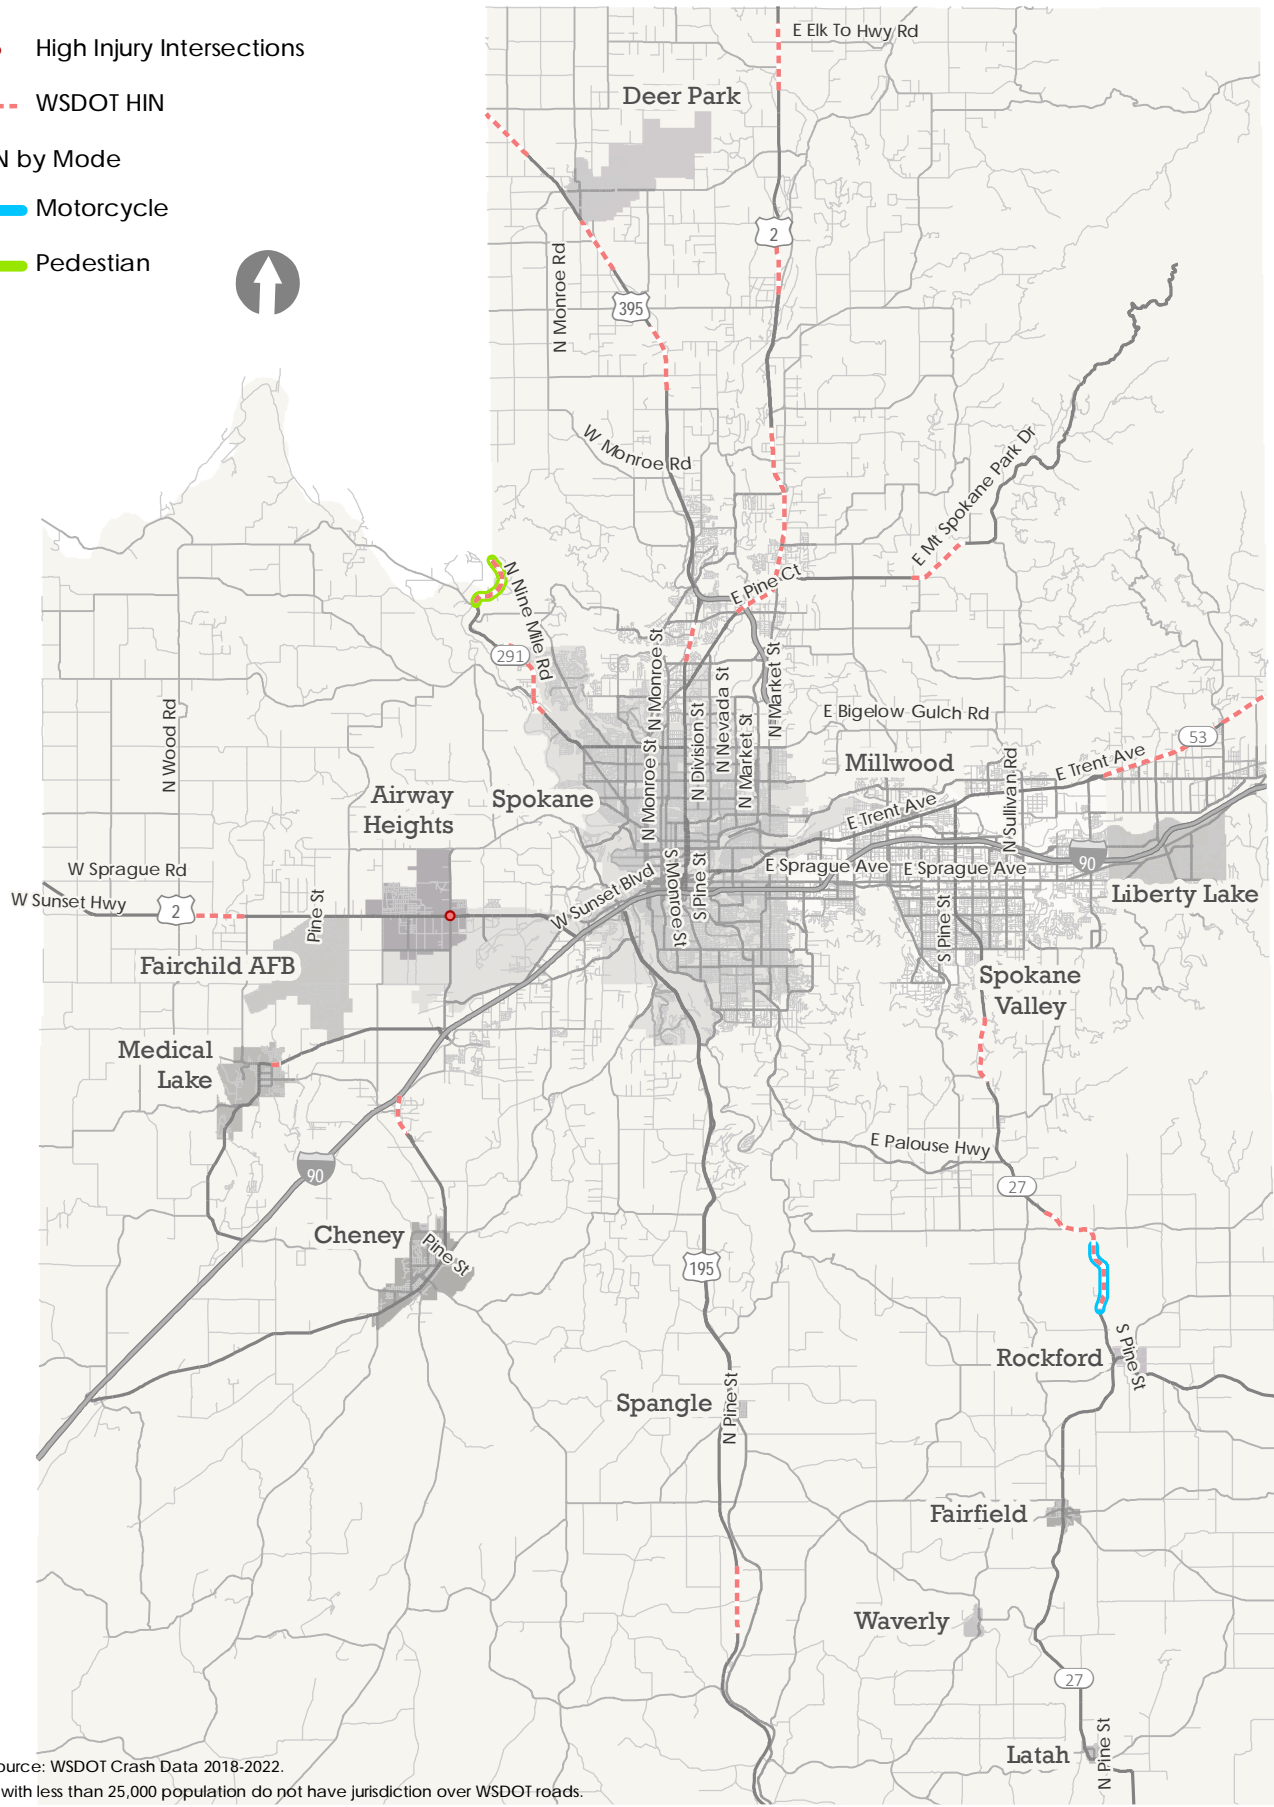 High Injury Intersections
WSDOT HIN
N by Mode
Motorcycle
Pedestian
E Elk To Hwy Rd
Deer Park
2
N Monroe Rd
395
W Monroe Rd
E Mt Spokane Park Dr
N Nine Mile Rd
E Pine Ct
291
N Monroe St
N Market St
N Nevada St
N Division St
N Market St
N Monroe St
E Bigelow Gulch Rd
53
N Wood Rd
Millwood
N Sullivan Rd
E Trent Ave
Airway
Heights
Spokane
E Trent Ave
W Sprague Rd
E Sprague Ave
E Sprague Ave
90
W Sunset Hwy
2
Pine St
W Sunset Blvd
S Monroe St
S Pine St
S Pine St
Liberty Lake
Fairchild AFB
Spokane
Valley
Medical
Lake
E Palouse Hwy
90
27
Cheney
Pine St
195
S Pine St
Rockford
Spangle
N Pine St
Fairfield
Waverly
27
Latah
N Pine St
ource: WSDOT Crash Data 2018-2022.
with less than 25,000 population do not have jurisdiction over WSDOT roads.